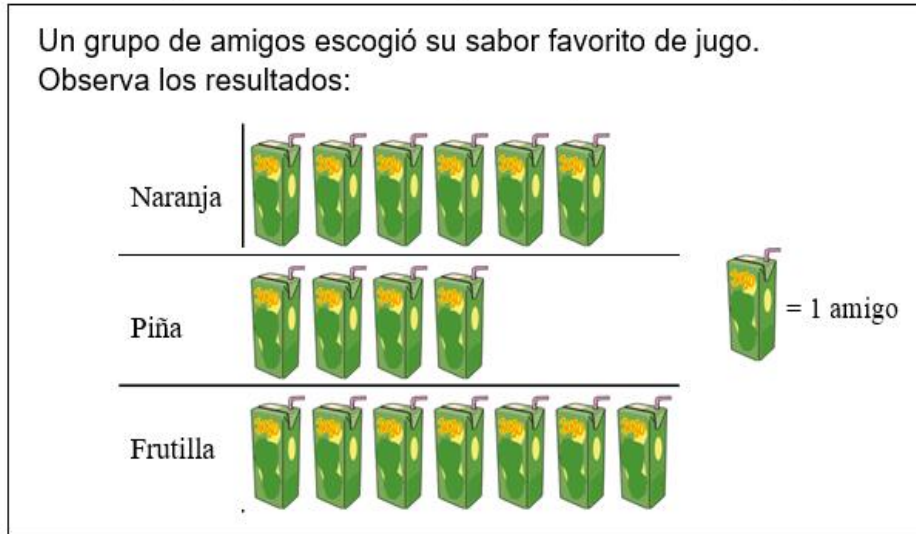 Un grupo de amigos escogió su sabor favorito de jugo.
Observa los resultados:
Naranja
Piña
= 1 amigo
Frutilla